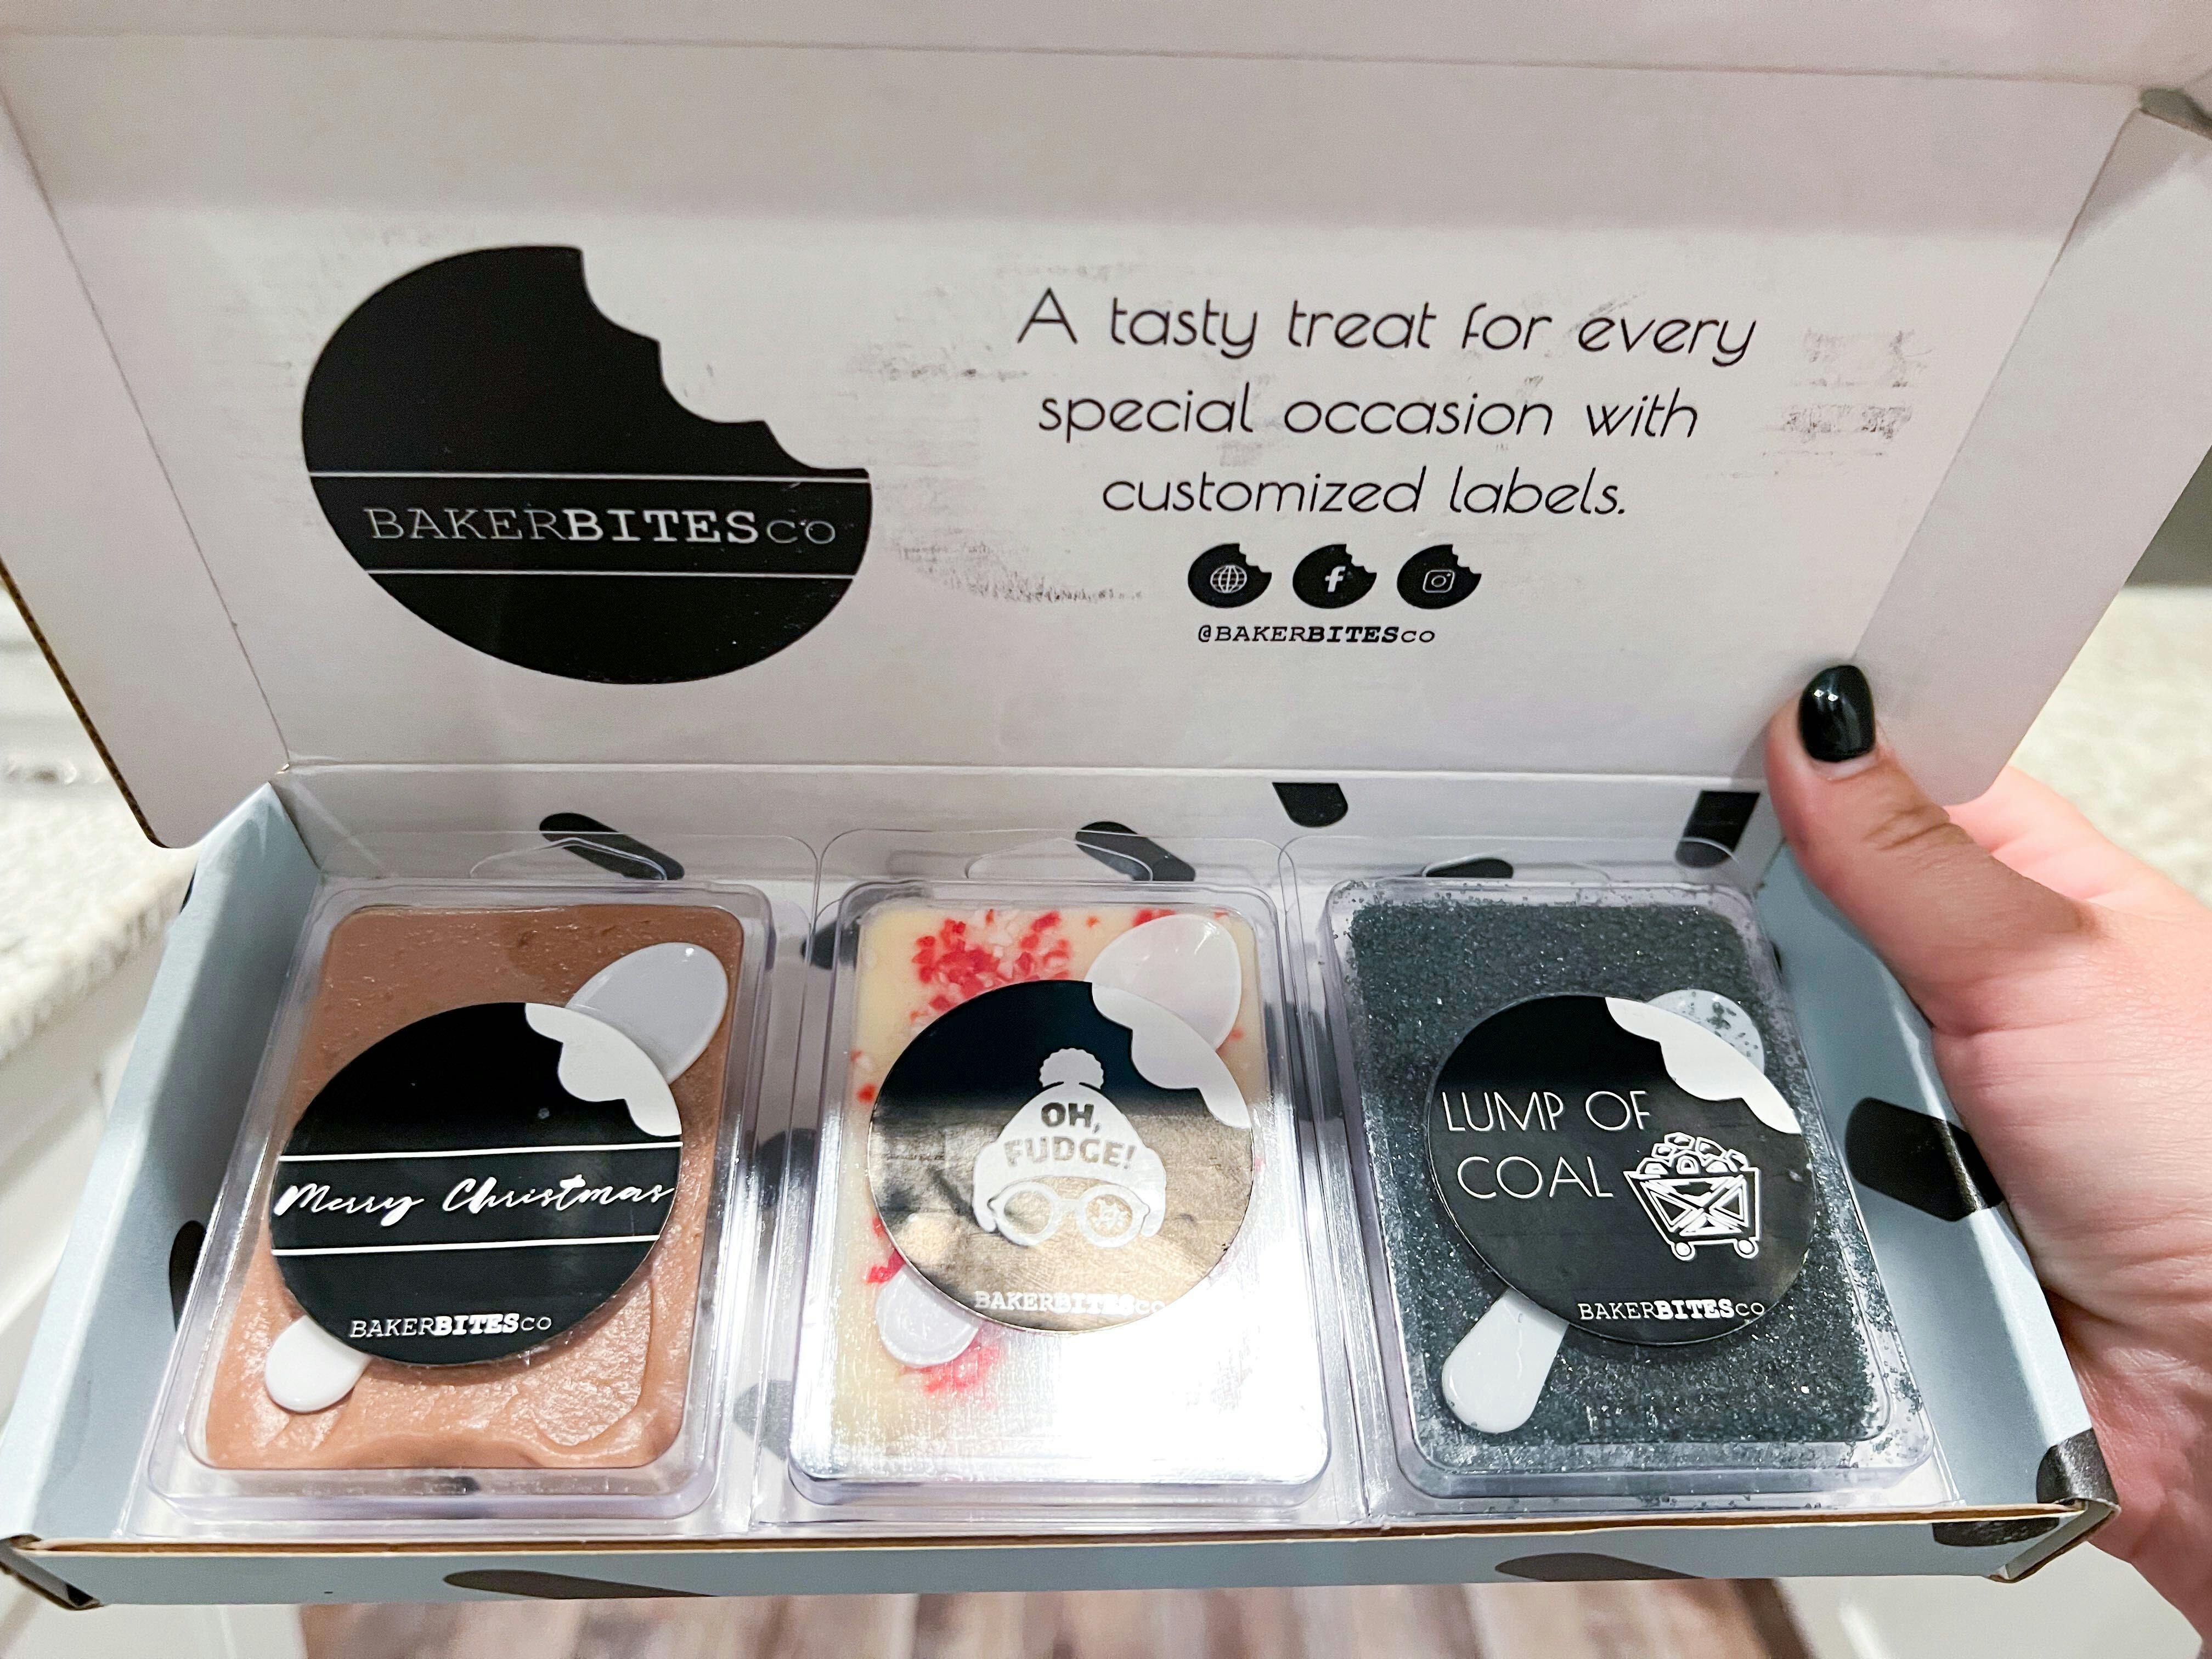 A tasty treat for every
special occasion with
customized labels.
BAKERBITESCO
@BAKERBITESCO
Merry Christmas
BAKERBITESCO
OH,
FUDGE!
BAKERBITESCO
LUMP OF
COAL
BAKERBITESCO